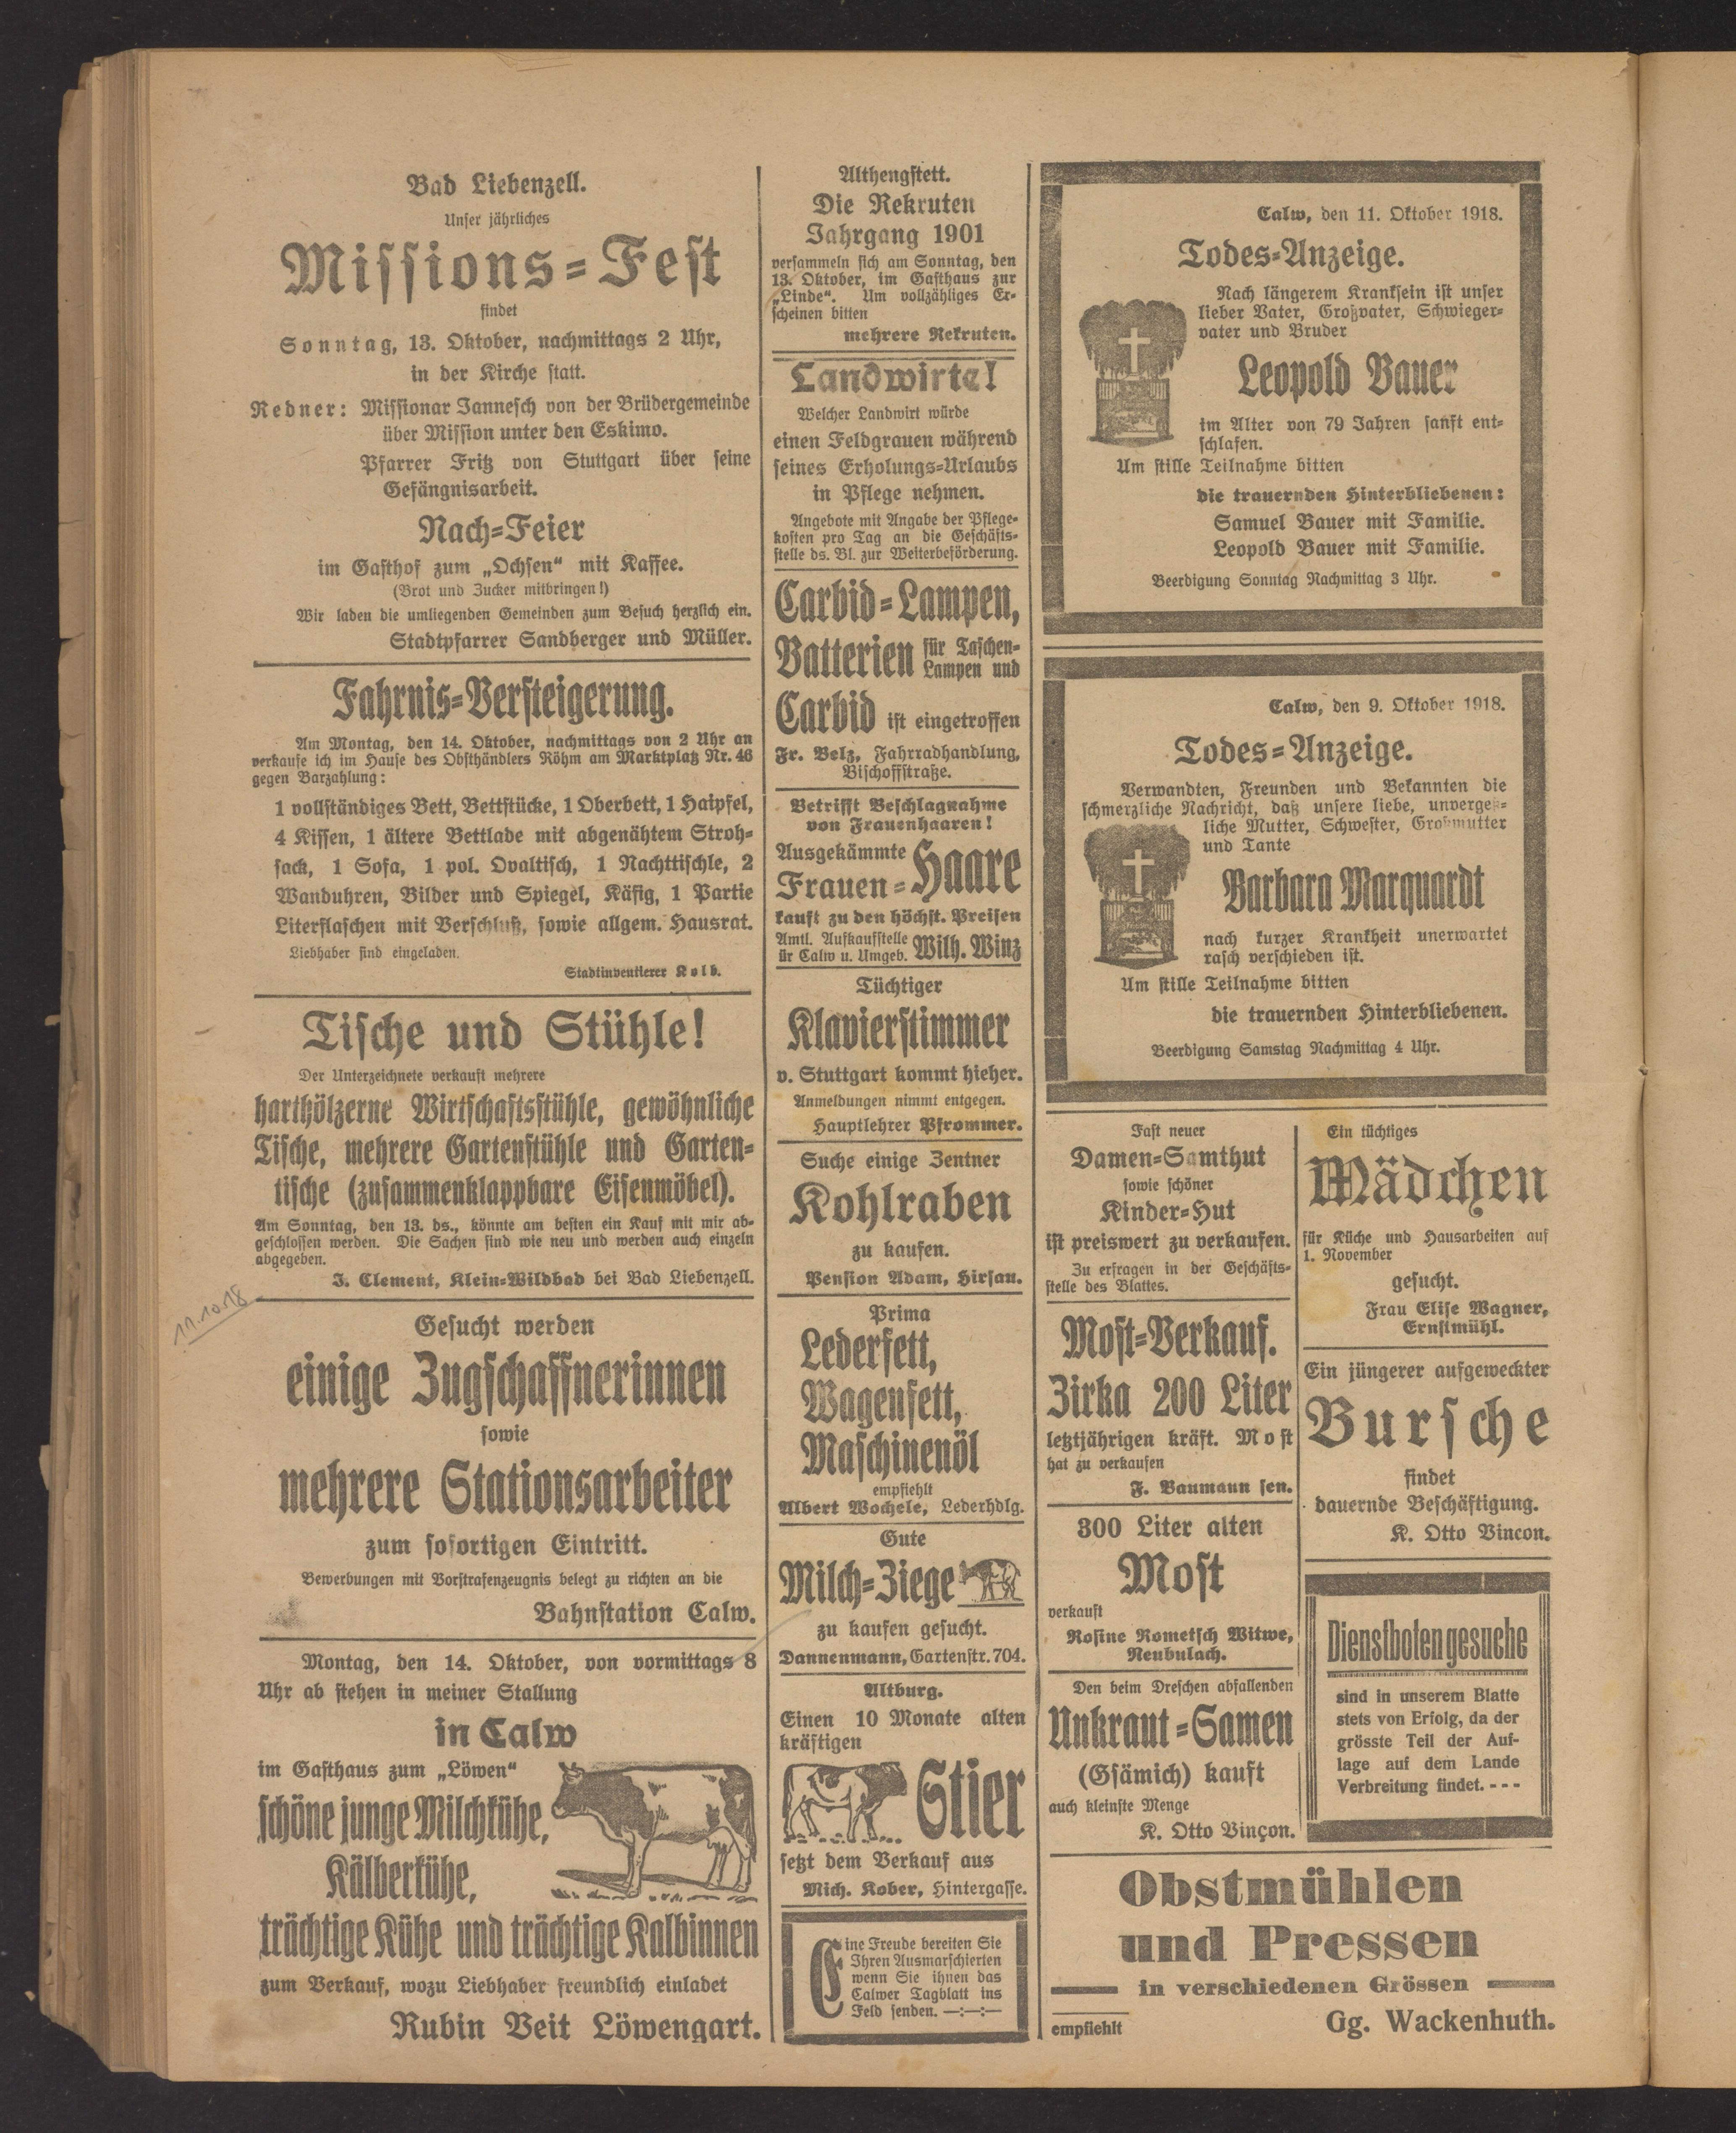 Bad Liebenzell.
Unser jährliches
Missions-Fest
findet
Sonntag, 13. Oktober, nachmittags 2 Uhr,
in der Kirche statt.
Redner: Missionar Jannesch von der Brüdergemeinde
über Mission unter den Eskimo.
Pfarrer Fritz von Stuttgart über seine
Gefängnisarbeit.
Nach-Feier
im Gasthof zum „Ochsen“ mit Kaffee.
(Brot und Zucker mitbringen!)
Wir laden die umliegenden Gemeinden zum Besuch herzlich ein.
Stadtpfarrer Sandberger und Müller.
Fahrnis-Versteigerung.
Am Montag, den 14. Oktober, nachmittags von 2 Uhr an
verkaufe ich im Hause des Obsthändlers Röhm am Marktplatz Nr. 46
gegen Barzahlung:
1 vollständiges Bett, Bettstücke, 1 Oberbett, 1 Haipfel,
4 Kissen, 1 ältere Bettlade mit abgenähtem Stroh-
sack, 1 Sofa, 1 pol. Ovaltisch, 1 Nachttischle, 2
Wanduhren, Bilder und Spiegel, Käfig, 1 Partie
Literflaschen mit Verschluß, sowie allgem. Hausrat.
Liebhaber sind eingeladen.
Stadtinventierer Kolb.
Tische und Stühle!
Der Unterzeichnete verkauft mehrere
harthölzerne Wirtschaftsstühle, gewöhnliche
Tische, mehrere Gartenstühle und Garten-
tische (zusammenklappbare Eisenmöbel).
Am Sonntag, den 13. ds., könnte am besten ein Kauf mit mir ab-
geschlossen werden. Die Sachen sind wie neu und werden auch einzeln
abgegeben.
J. Clement, Klein-Wildbad bei Bad Liebenzell.
11.10.18
Gesucht werden
einige Zugschaffnerinnen
sowie
mehrere Stationsarbeiter
zum sofortigen Eintritt.
Bewerbungen mit Vorstrafenzeugnis belegt zu richten an die
Bahnstation Calw.
Montag, den 14. Oktober, von vormittags 8
Uhr ab stehen in meiner Stallung
in Calw
im Gasthaus zum „Löwen“
schöne junge Milchkühe,
Kälberkühe,
trächtige Kühe und trächtige Kalbinnen
zum Verkauf, wozu Liebhaber freundlich einladet
Rubin Veit Löwengart.
Althengstett.
Die Rekruten
Jahrgang 1901
versammeln sich am Sonntag, den
13. Oktober, im Gasthaus zur
„Linde“. Um vollzähliges Er-
scheinen bitten
mehrere Rekruten.
Landwirte!
Welcher Landwirt würde
einen Feldgrauen während
seines Erholungs-Urlaubs
in Pflege nehmen.
Angebote mit Angabe der Pflege-
kosten pro Tag an die Geschäfts-
stelle ds. Bl. zur Weiterbeförderung.
Carbid-Lampen,
Batterien für Taschen-
Lampen und
Carbid ist eingetroffen
Fr. Belz, Fahrradhandlung,
Bischoffstraße.
Betrifft Beschlagnahme
von Frauenhaaren!
Ausgekämmte
Frauen-Haare
kauft zu den höchst. Preisen
Amtl. Aufkaufstelle
ür Calw u. Umgeb. Wilh. Winz
Tüchtiger
Klavierstimmer
v. Stuttgart kommt hieher.
Anmeldungen nimmt entgegen.
Hauptlehrer Pfrommer.
Suche einige Zentner
Kohlraben
zu kaufen.
Pension Adam, Hirsau.
Prima
Lederfett,
Wagenfett,
Maschinenöl
empfiehlt
Albert Wochele, Lederhdlg.
Gute
Milch-Ziege
zu kaufen gesucht.
Dannenmann, Gartenstr. 704.
Altburg.
Einen 10 Monate alten
kräftigen
Stier
setzt dem Verkauf aus
Mich. Kober, Hintergasse.
Eine Freude bereiten Sie
Ihren Ausmarschierten
wenn Sie ihnen das
Calwer Tagblatt ins
Feld senden. —:—:—
Calw, den 11. Oktober 1918.
Todes-Anzeige.
Nach längerem Kranksein ist unser
lieber Vater, Großvater, Schwieger-
vater und Bruder
Leopold Bauer
im Alter von 79 Jahren sanft ent-
schlafen.
Um stille Teilnahme bitten
die trauernden Hinterbliebenen:
Samuel Bauer mit Familie.
Leopold Bauer mit Familie.
Beerdigung Sonntag Nachmittag 3 Uhr.
Calw, den 9. Oktober 1918.
Todes-Anzeige.
Verwandten, Freunden und Bekannten die
schmerzliche Nachricht, daß unsere liebe, unverges-
liche Mutter, Schwester, Großmutter
und Tante
Barbara Marquardt
nach kurzer Krankheit unerwartet
rasch verschieden ist.
Um stille Teilnahme bitten
die trauernden Hinterbliebenen.
Beerdigung Samstag Nachmittag 4 Uhr.
Fast neuer
Damen-Samthut
sowie schöner
Kinder-Hut
ist preiswert zu verkaufen.
Zu erfragen in der Geschäfts-
stelle des Blattes.
Most-Verkauf.
Zirka 200 Liter
letztjährigen kräft. Most
hat zu verkaufen
F. Baumann sen.
300 Liter alten
Most
verkauft
Rosine Rometsch Witwe,
Neubulach.
Den beim Dreschen abfallenden
Unkraut-Samen
(Gsämich) kauft
auch kleinste Menge
K. Otto Vinçon.
Ein tüchtiges
Mädchen
für Küche und Hausarbeiten auf
1. November
gesucht.
Frau Elise Wagner,
Ernstmühl.
Ein jüngerer aufgeweckter
Bursche
findet
dauernde Beschäftigung.
K. Otto Vincon.
Dienstbotengesuche
sind in unserem Blatte
stets von Erfolg, da der
grösste Teil der Auf-
lage auf dem Lande
Verbreitung findet. - - -
Obstmühlen
und Pressen
in verschiedenen Grössen
empfiehlt Gg. Wackenhuth.